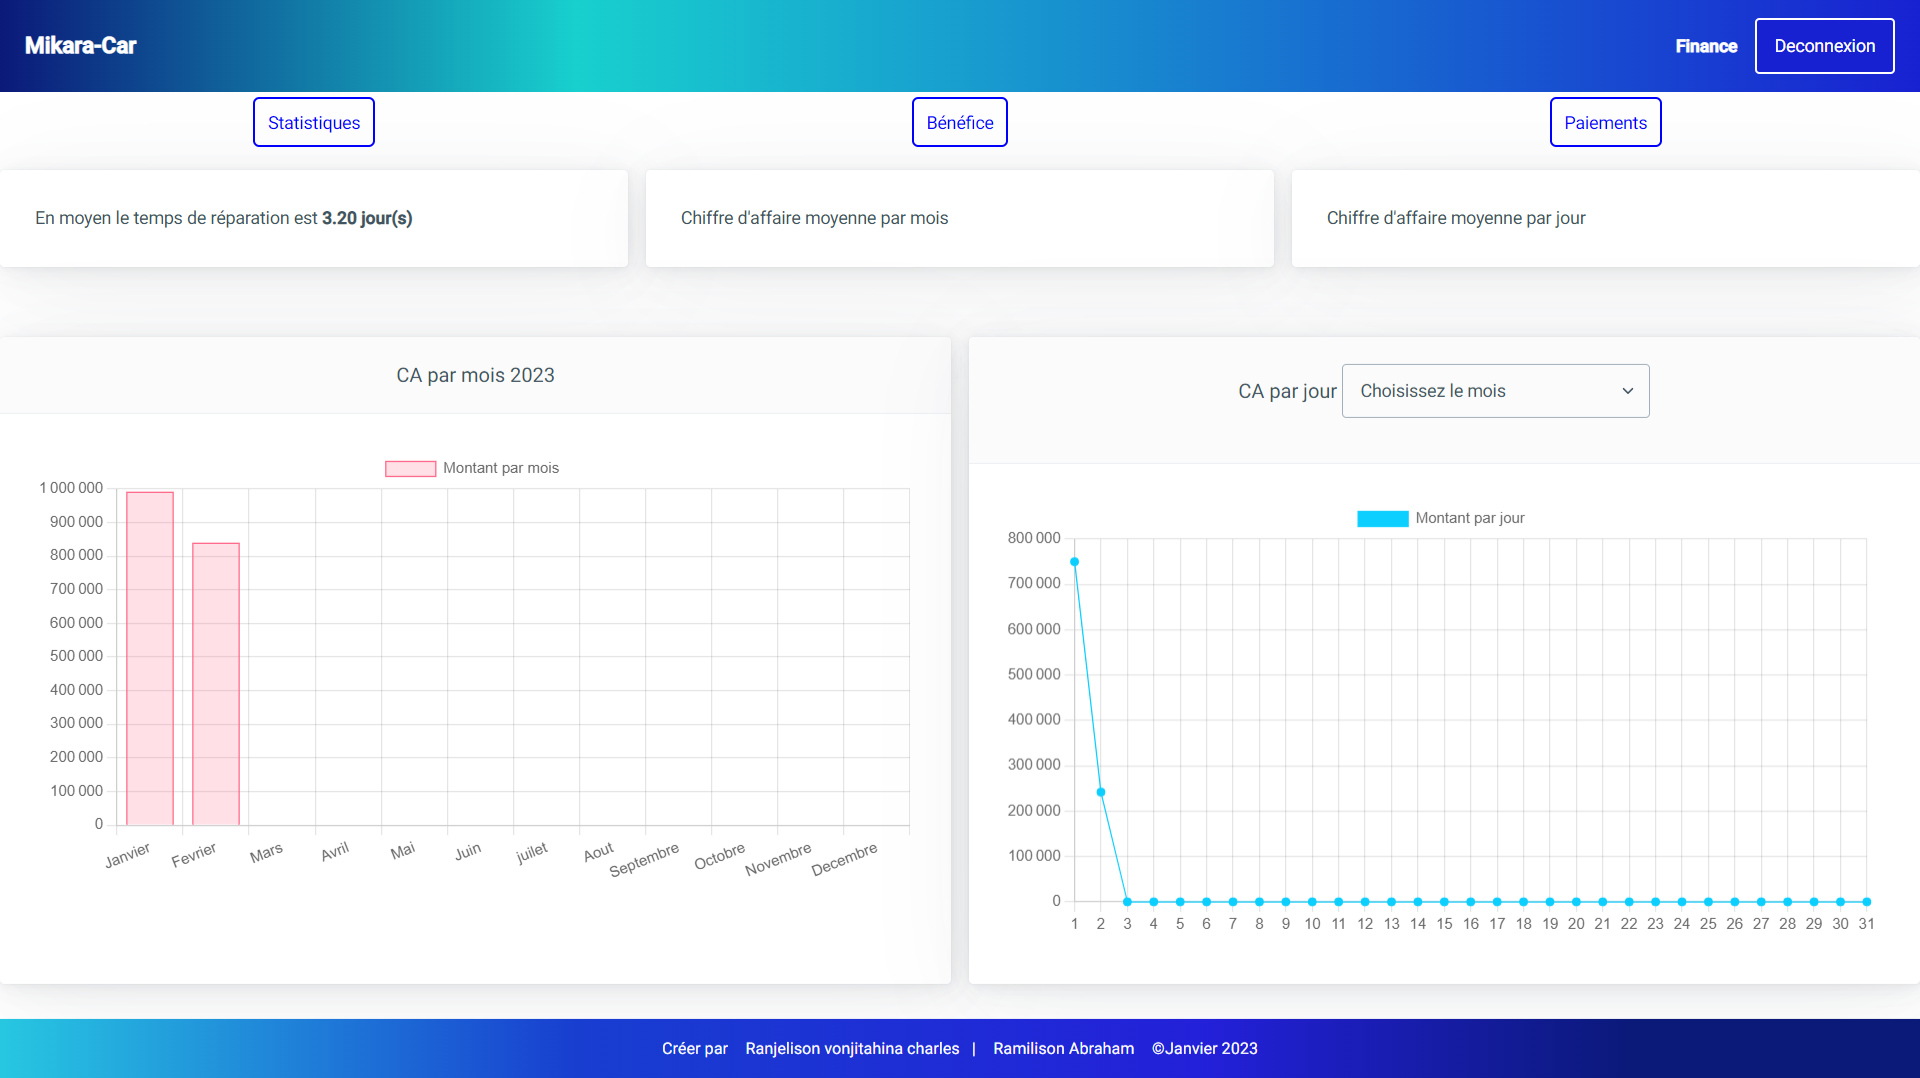 Mikara-Car
Finance
Deconnexion
Statistiques
Bénéfice
Paiements
En moyen le temps de réparation est 3.20 jour(s)
Chiffre d'affaire moyenne par mois
Chiffre d'affaire moyenne par jour
CA par mois 2023
Montant par mois
1 000 000
900 000
800 000
700 000
600 000
500 000
400 000
300 000
200 000
100 000
0
Janvier Fevrier Mars Avril Mai Juin juilet Aout Septembre Octobre Novembre Decembre
CA par jour Choisissez le mois
Montant par jour
800 000
700 000
600 000
500 000
400 000
300 000
200 000
100 000
0
1 2 3 4 5 6 7 8 9 10 11 12 13 14 15 16 17 18 19 20 21 22 23 24 25 26 27 28 29 30 31
Créer par Ranjelison vonjitahina charles | Ramilison Abraham ©Janvier 2023